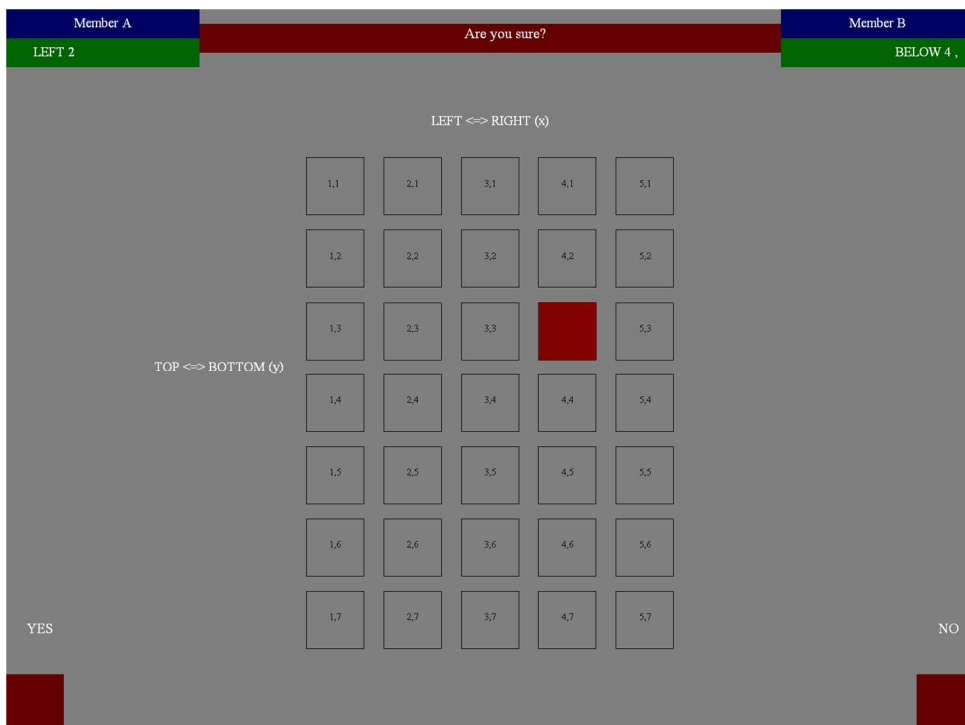 Member A
Are you sure?
Member B
LEFT 2
BELOW 4 ,
LEFT <=> RIGHT (x)
1,1 2,1 3,1 4,1 5,1
1,2 2,2 3,2 4,2 5,2
1,3 2,3 3,3 5,3
TOP <=> BOTTOM (y)
1,4 2,4 3,4 4,4 5,4
1,5 2,5 3,5 4,5 5,5
1,6 2,6 3,6 4,6 5,6
1,7 2,7 3,7 4,7 5,7
YES
NO